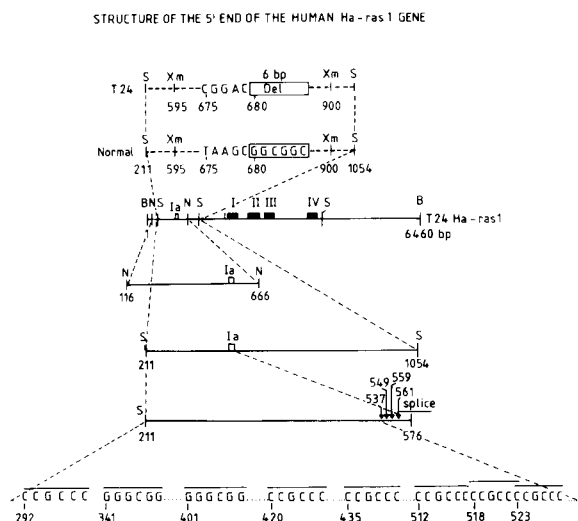 STRUCTURE OF THE 5' END OF THE HUMAN Ha-ras 1 GENE
S Xm 6 bp Xm S
T24 CGGAC Del
595 675 680 900
S Xm Xm S
Normal TAAGC GGCGGC
211 595 675 680 900 1054
BNS Ia N S I II III IV S B
T24 Ha-ras1
6460 bp
N Ia N
116 666
S Ia S
211 1054
549 559
537 561
splice
S
211 576
CCGCCC GGGCGG GGGCGG CCGCCC CCGCCC CCGCCCCCGCCCCCGCCC
292 341 401 420 435 512 518 523